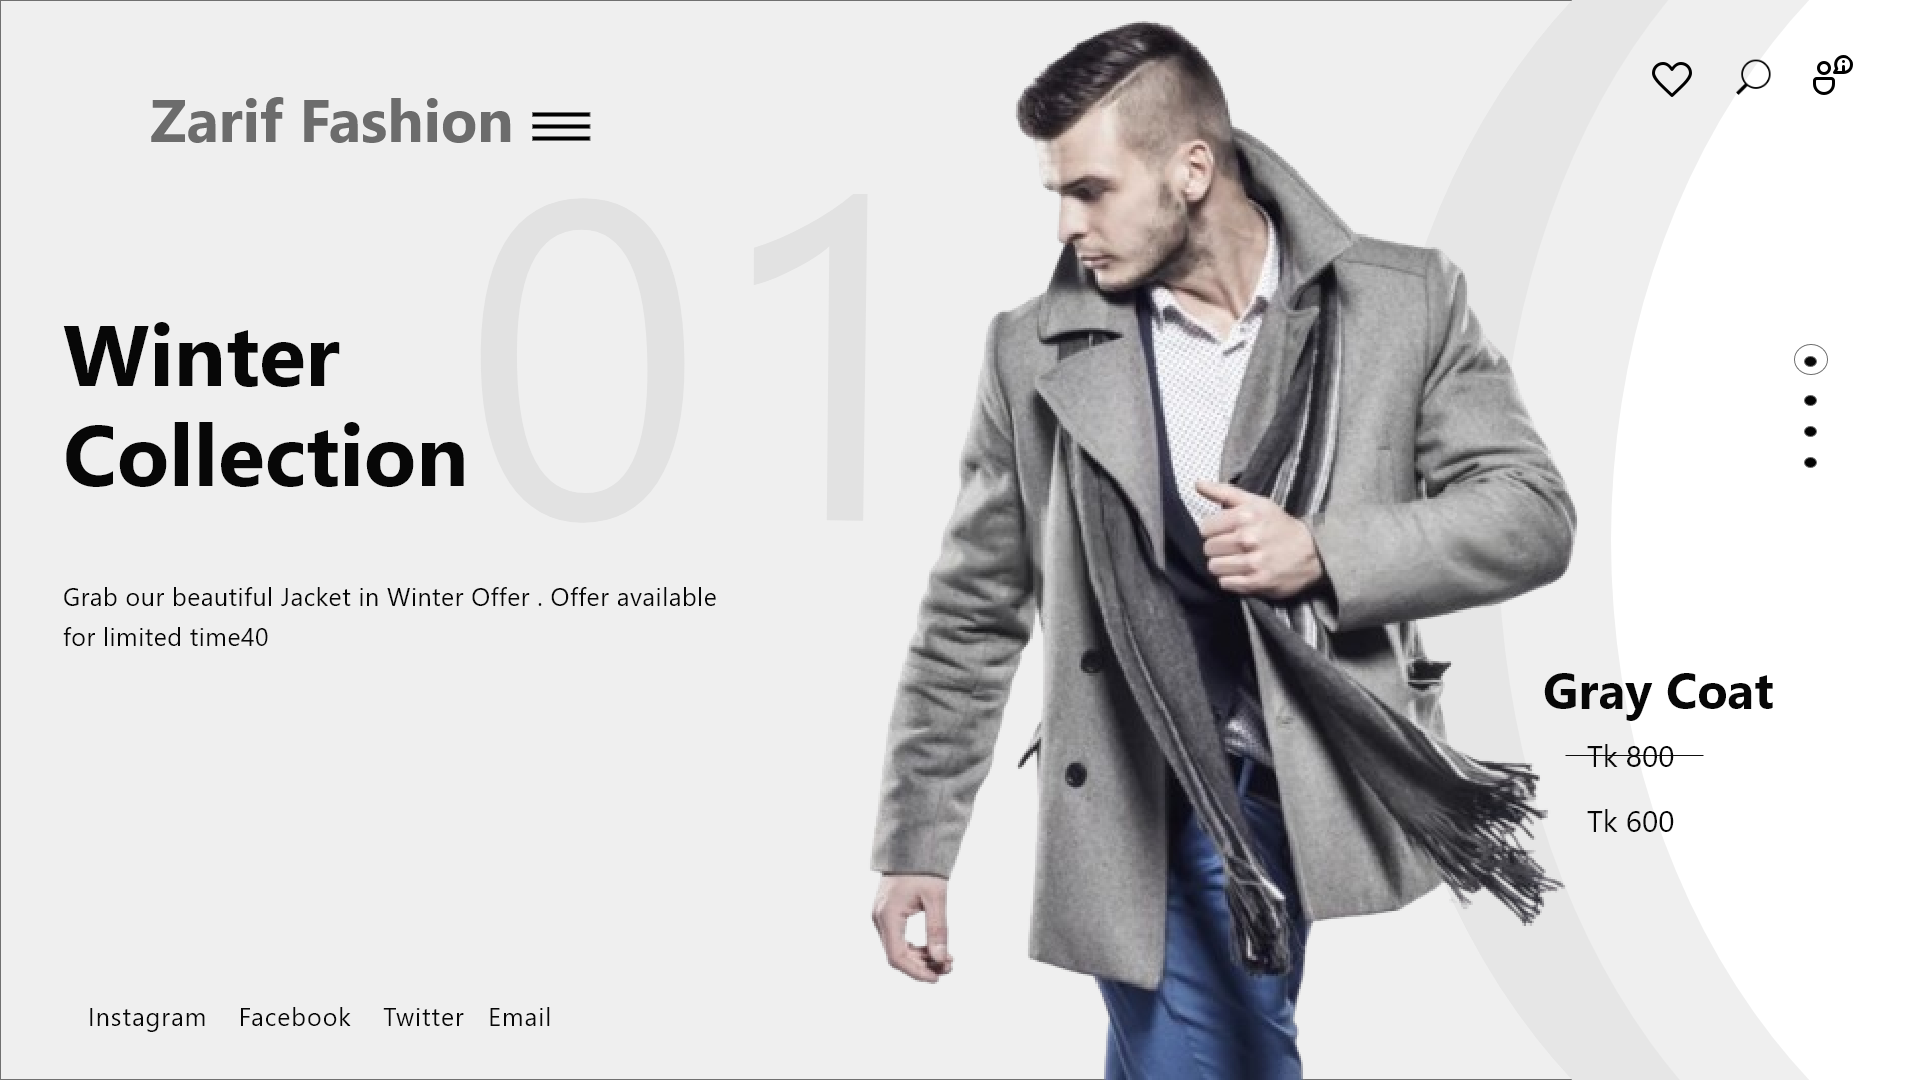 Zarif Fashion
01
Winter
Collection
Grab our beautiful Jacket in Winter Offer . Offer available
for limited time40
Gray Coat
Tk 800
Tk 600
Instagram Facebook Twitter Email